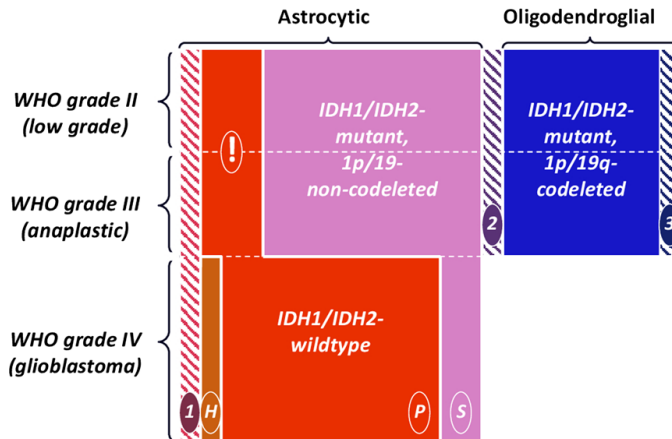 Astrocytic
Oligodendroglial
WHO grade II
(low grade)
IDH1/IDH2-
mutant,
1p/19-
non-codeleted
IDH1/IDH2-
mutant,
1p/19q-
codeleted
!
WHO grade III
(anaplastic)
2
3
WHO grade IV
(glioblastoma)
IDH1/IDH2-
wildtype
1
H
P
S